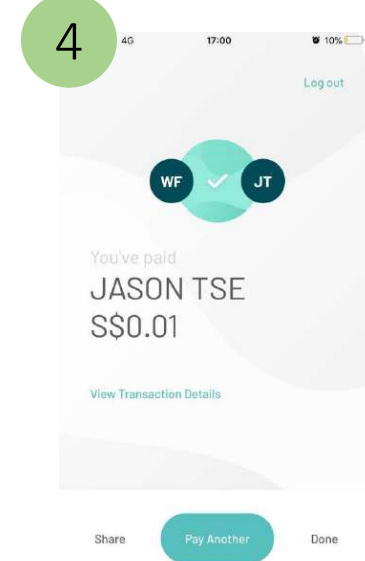 4
4G 17:00 10%
Log out
WF JT
You've paid
JASON TSE
S$0.01
View Transaction Details
Share Pay Another Done